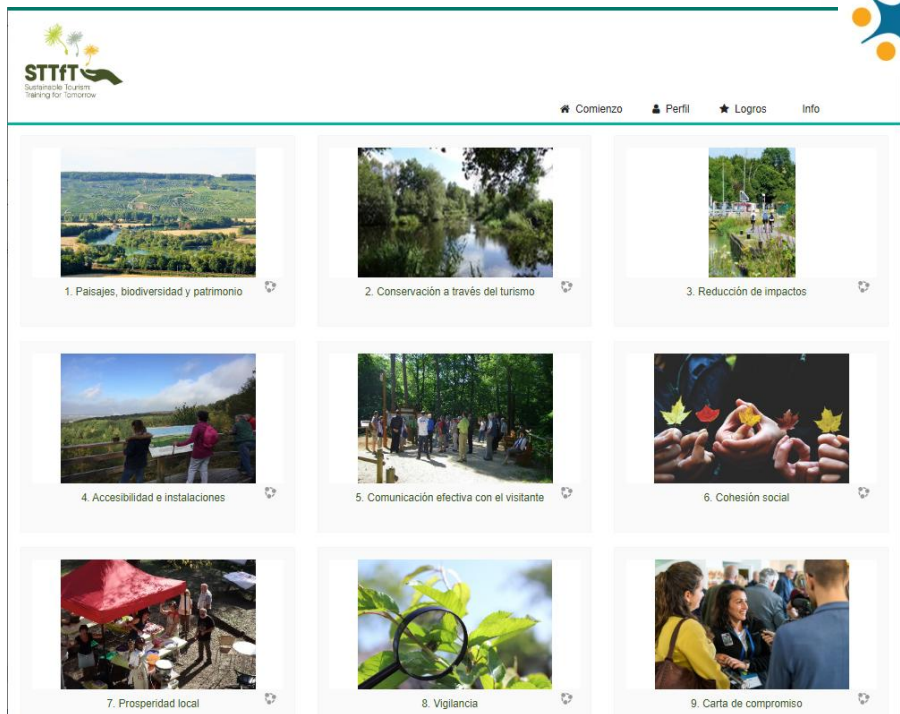 STTfT
Sustainable Tourism
Training for Tomorrow
Comienzo Perfil Logros Info
1. Paisajes, biodiversidad y patrimonio
2. Conservación a través del turismo
3. Reducción de impactos
4. Accesibilidad e instalaciones
5. Comunicación efectiva con el visitante
6. Cohesión social
7. Prosperidad local
8. Vigilancia
9. Carta de compromiso